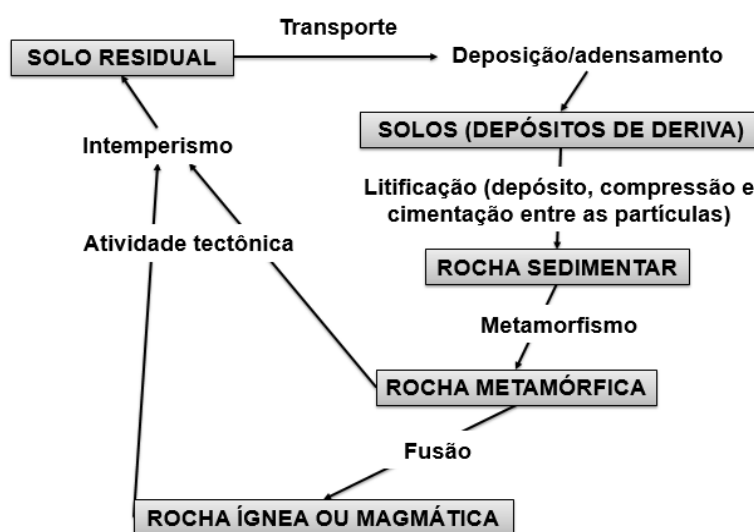 Transporte
SOLO RESIDUAL
Deposição/adensamento
SOLOS (DEPÓSITOS DE DERIVA)
Intemperismo
Litificação (depósito, compressão e
cimentação entre as partículas)
Atividade tectônica
ROCHA SEDIMENTAR
Metamorfismo
ROCHA METAMÓRFICA
Fusão
ROCHA ÍGNEA OU MAGMÁTICA